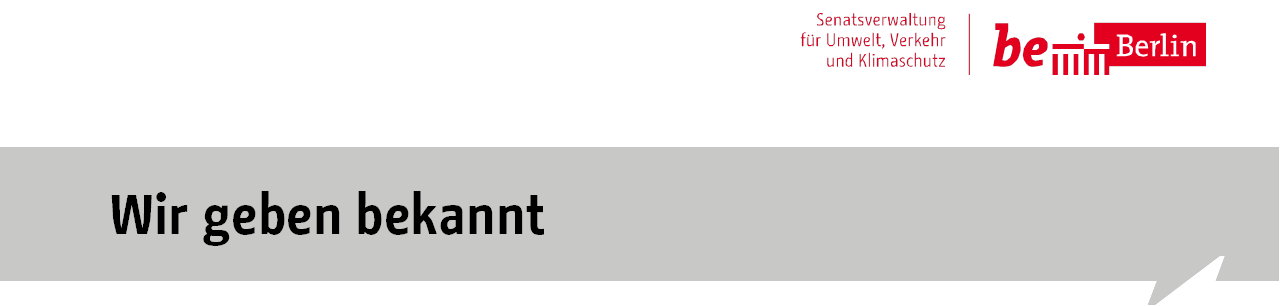 Senatsverwaltung
für Umwelt, Verkehr
und Klimaschutz
be Berlin
Wir geben bekannt